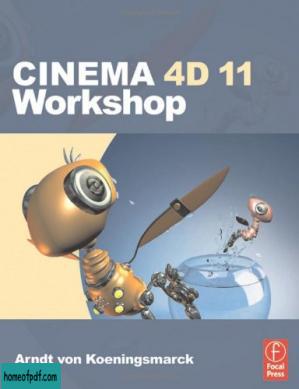 CINEMA 4D 11
Workshop
Arndt von Koeningsmarck
Focal
Press
homeofpdf.com